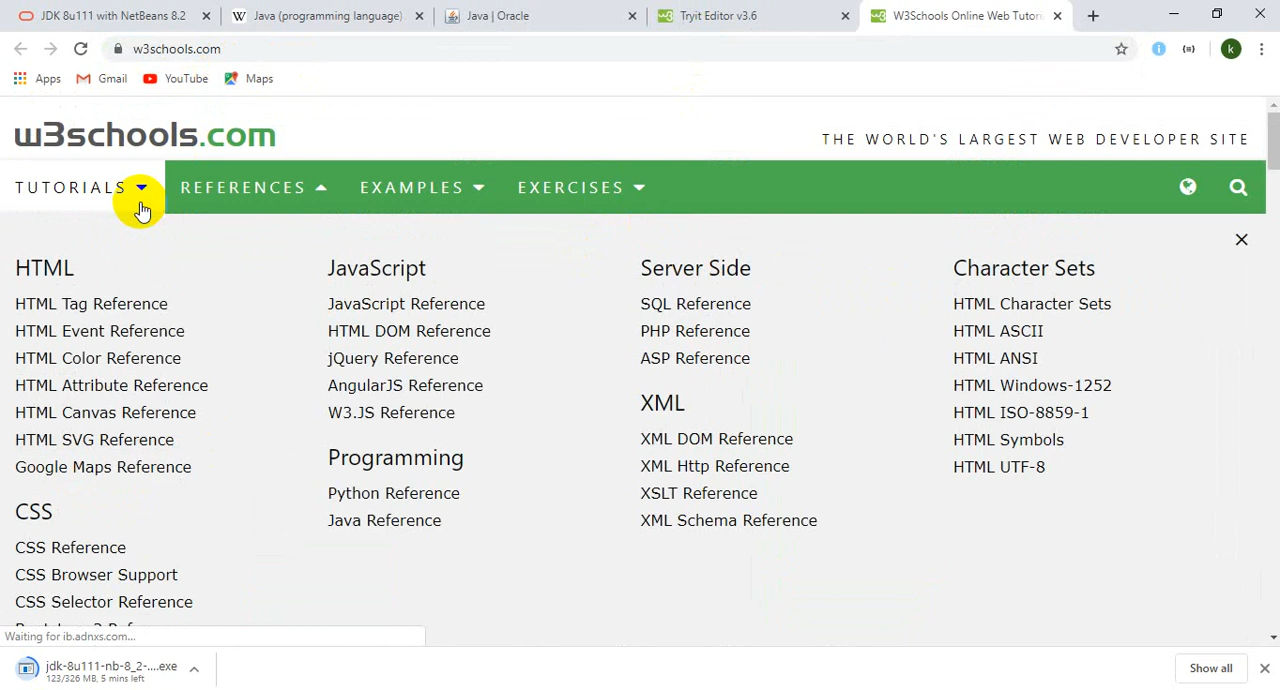 JDK 8u111 with NetBeans 8.2
Java (programming language)
Java | Oracle
Tryit Editor v3.6
W3Schools Online Web Tutor
w3schools.com
k
Apps
Gmail
YouTube
Maps
w3schools.com
THE WORLD'S LARGEST WEB DEVELOPER SITE
TUTORIALS
REFERENCES
EXAMPLES
EXERCISES
HTML
HTML Tag Reference
HTML Event Reference
HTML Color Reference
HTML Attribute Reference
HTML Canvas Reference
HTML SVG Reference
Google Maps Reference
CSS
CSS Reference
CSS Browser Support
CSS Selector Reference
JavaScript
JavaScript Reference
HTML DOM Reference
jQuery Reference
AngularJS Reference
W3.JS Reference
Programming
Python Reference
Java Reference
Server Side
SQL Reference
PHP Reference
ASP Reference
XML
XML DOM Reference
XML Http Reference
XSLT Reference
XML Schema Reference
Character Sets
HTML Character Sets
HTML ASCII
HTML ANSI
HTML Windows-1252
HTML ISO-8859-1
HTML Symbols
HTML UTF-8
Waiting for ib.adnxs.com...
jdk-8u111-nb-8_2-....exe
123/326 MB, 5 mins left
Show all